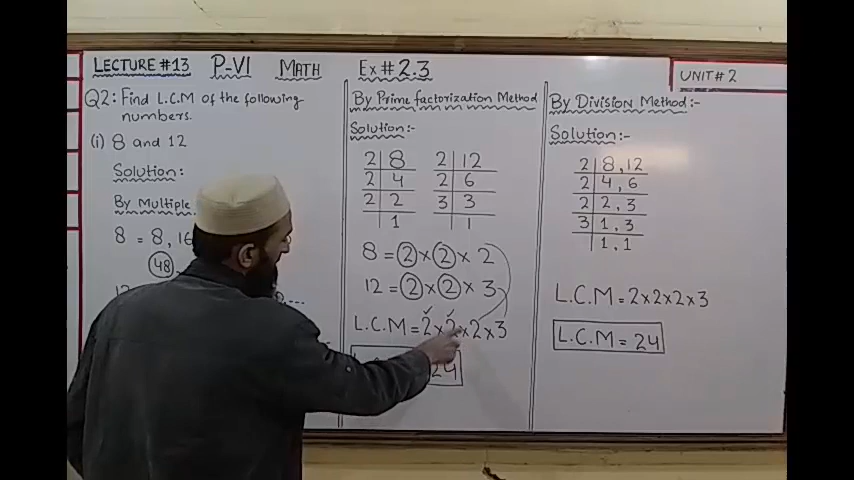 LECTURE #13 P-VI MATH Ex#2.3
UNIT# 2
Q2: Find L.C.M of the following
numbers.
(i) 8 and 12
Solution:
By Multiple
8 = 8, 16
48
12
By Prime factorization Method
Solution:-
2 | 8
2 | 4
2 | 2
1
2 | 12
2 | 6
3 | 3
1
8 = 2 × 2 × 2
12 = 2 × 2 × 3
L.C.M = 2×2×2×3
24
By Division Method:-
Solution:-
2 | 8, 12
2 | 4, 6
2 | 2, 3
3 | 1, 3
1, 1
L.C.M = 2×2×2×3
L.C.M = 24